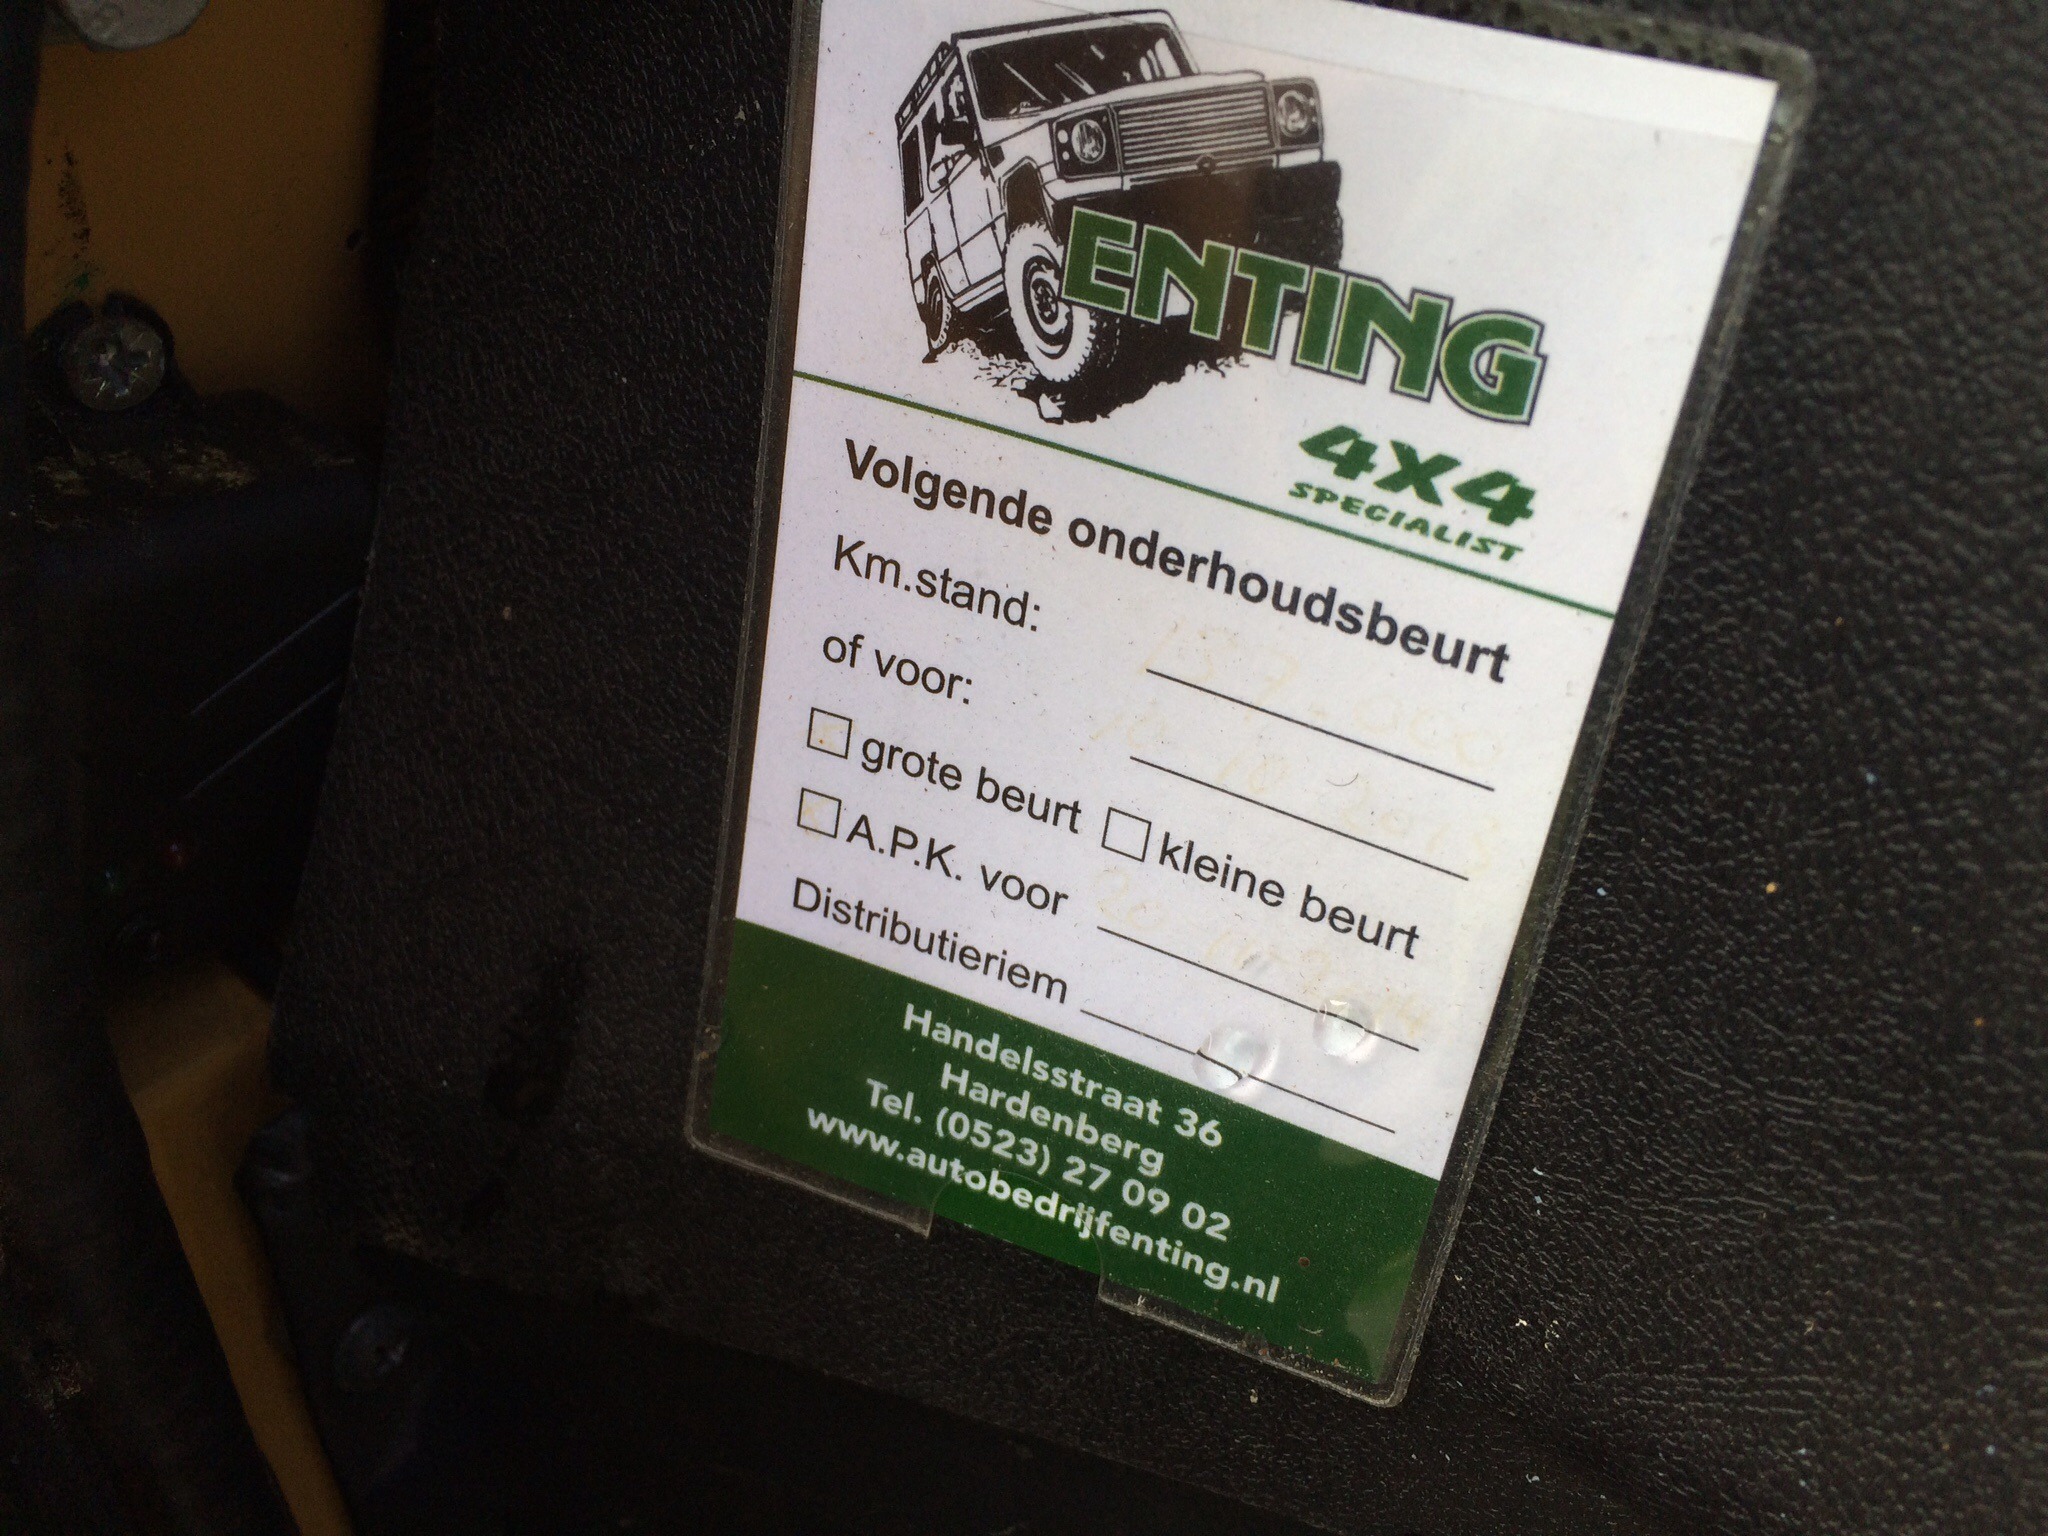 ENTING
4X4
SPECIALIST
Volgende onderhoudsbeurt
Km.stand:
of voor:
grote beurt kleine beurt
A.P.K. voor
Distributieriem
Handelsstraat 36
Hardenberg
Tel. (0523) 27 09 02
www.autobedrijfenting.nl